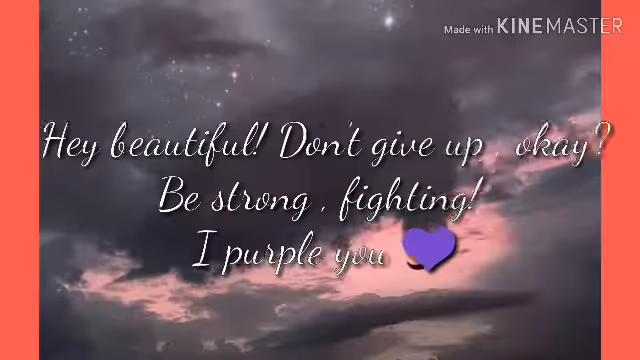 Made with KINEMASTER
Hey beautiful! Don't give up , okay?
Be strong , fighting!
I purple you 💜